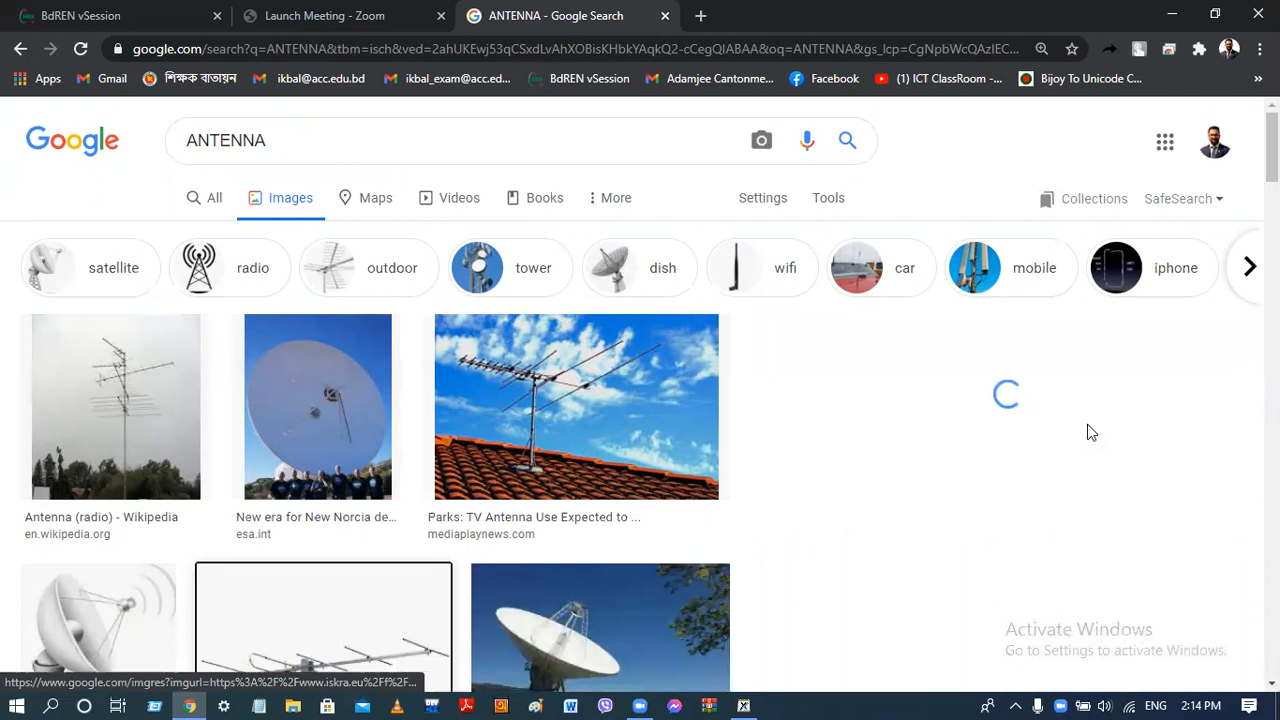 BdREN vSession
Launch Meeting - Zoom
ANTENNA - Google Search
google.com/search?q=ANTENNA&tbm=isch&ved=2ahUKEwj53qCSxdLvAhXOBisKHbkYAqkQ2-cCegQIABAA&oq=ANTENNA&gs_lcp=CgNpbWcQAzIEC...
Apps
Gmail
শিক্ষক বাতায়ন
ikbal@acc.edu.bd
ikbal_exam@acc.ed...
BdREN vSession
Adamjee Cantonme...
Facebook
(1) ICT ClassRoom -...
Bijoy To Unicode C...
»
Google
ANTENNA
All
Images
Maps
Videos
Books
More
Settings
Tools
Collections
SafeSearch
satellite
radio
outdoor
tower
dish
wifi
car
mobile
iphone
Antenna (radio) - Wikipedia
en.wikipedia.org
New era for New Norcia de...
esa.int
Parks: TV Antenna Use Expected to ...
mediaplaynews.com
Activate Windows
Go to Settings to activate Windows.
https://www.google.com/imgres?imgurl=https%3A%2F%2Fwww.iskra.eu%2Ff%2F...
ENG
2:14 PM